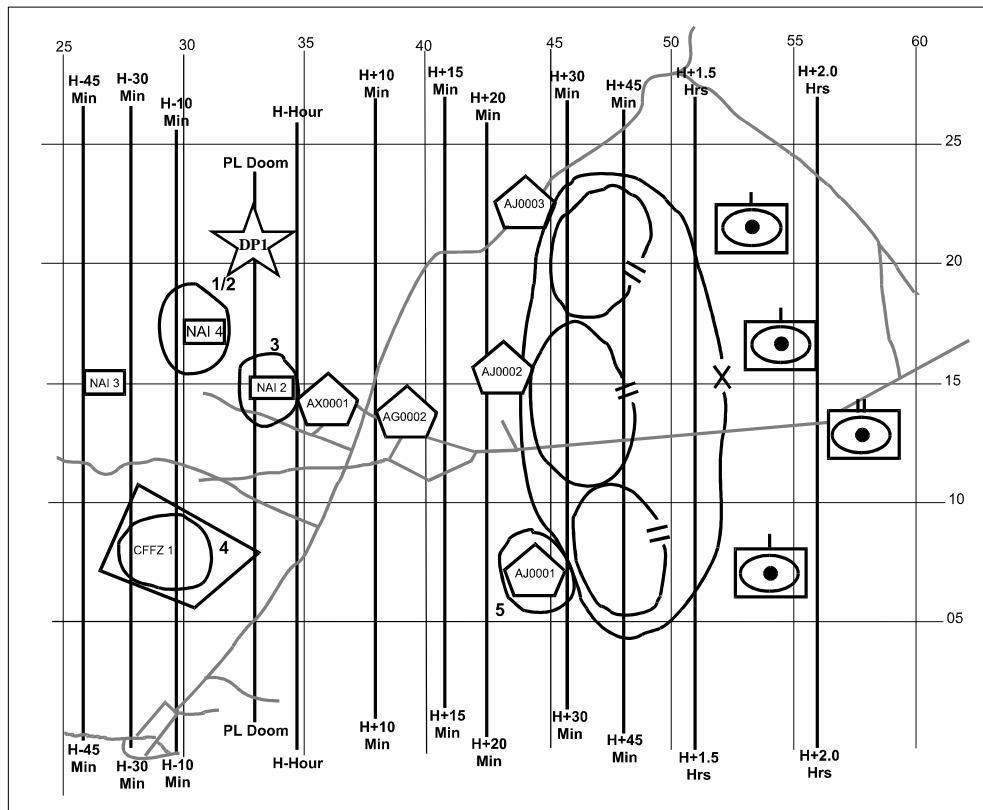 25 30 35 40 45 50 55 60
H-45 Min
H-30 Min
H-10 Min
H-Hour
H+10 Min
H+15 Min
H+20 Min
H+30 Min
H+45 Min
H+1.5 Hrs
H+2.0 Hrs
25
PL Doom
AJ0003
DP1
20
1/2
NAI 4
3
NAI 3
NAI 2
AX0001
AG0002
AJ0002
15
10
CFFZ 1
4
AJ0001
5
05
PL Doom
H-45 Min
H-30 Min
H-10 Min
H-Hour
H+10 Min
H+15 Min
H+20 Min
H+30 Min
H+45 Min
H+1.5 Hrs
H+2.0 Hrs